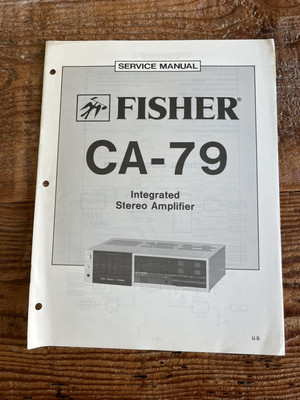 SERVICE MANUAL
FISHER®
CA-79
Integrated
Stereo Amplifier
U.S.